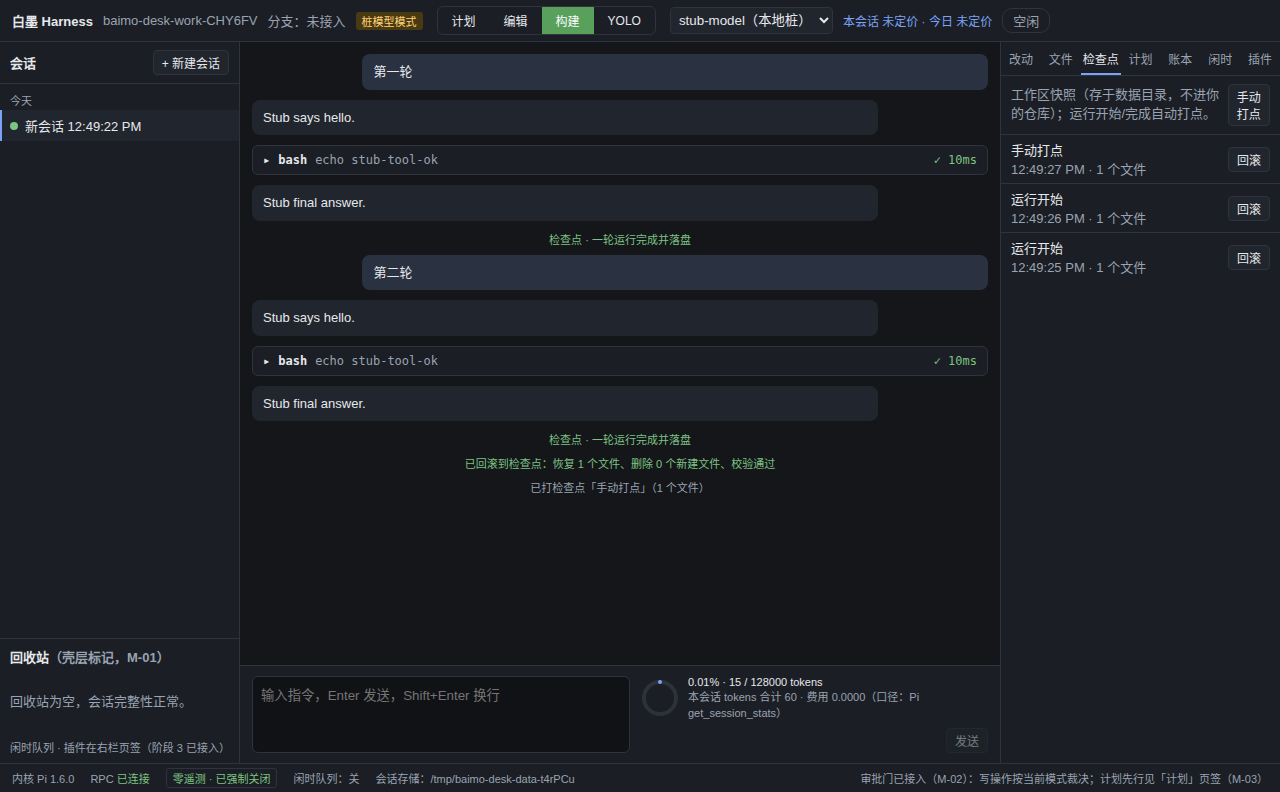 白墨 Harness baimo-desk-work-CHY6FV 分支：未接入 桩模型模式 计划 编辑 构建 YOLO stub-model（本地桩） 本会话 未定价 · 今日 未定价 空闲
会话 + 新建会话
今天
新会话 12:49:22 PM
回收站（壳层标记，M-01）
回收站为空，会话完整性正常。
闲时队列 · 插件在右栏页签（阶段 3 已接入）
第一轮
Stub says hello.
▸ bash echo stub-tool-ok ✓ 10ms
Stub final answer.
检查点 · 一轮运行完成并落盘
第二轮
Stub says hello.
▸ bash echo stub-tool-ok ✓ 10ms
Stub final answer.
检查点 · 一轮运行完成并落盘
已回滚到检查点：恢复 1 个文件、删除 0 个新建文件、校验通过
已打检查点「手动打点」（1 个文件）
输入指令，Enter 发送，Shift+Enter 换行
0.01% · 15 / 128000 tokens
本会话 tokens 合计 60 · 费用 0.0000（口径：Pi
get_session_stats）
发送
改动 文件 检查点 计划 账本 闲时 插件
工作区快照（存于数据目录，不进你
的仓库）；运行开始/完成自动打点。
手动
打点
手动打点
12:49:27 PM · 1 个文件
回滚
运行开始
12:49:26 PM · 1 个文件
回滚
运行开始
12:49:25 PM · 1 个文件
回滚
内核 Pi 1.6.0 RPC 已连接 零遥测 · 已强制关闭 闲时队列：关 会话存储：/tmp/baimo-desk-data-t4rPCu 审批门已接入（M-02）：写操作按当前模式裁决；计划先行见「计划」页签（M-03）